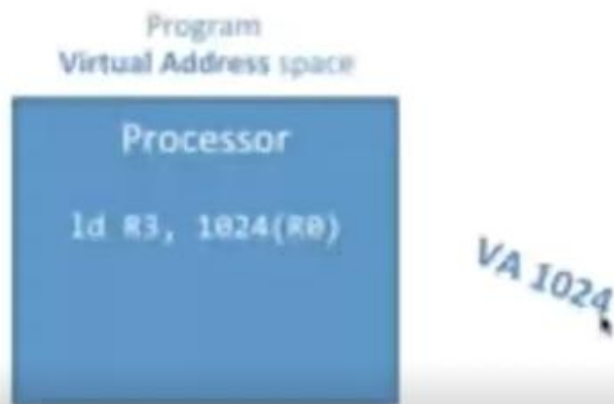 Program
Virtual Address space
Processor
ld R3, 1024(R0)
VA 1024